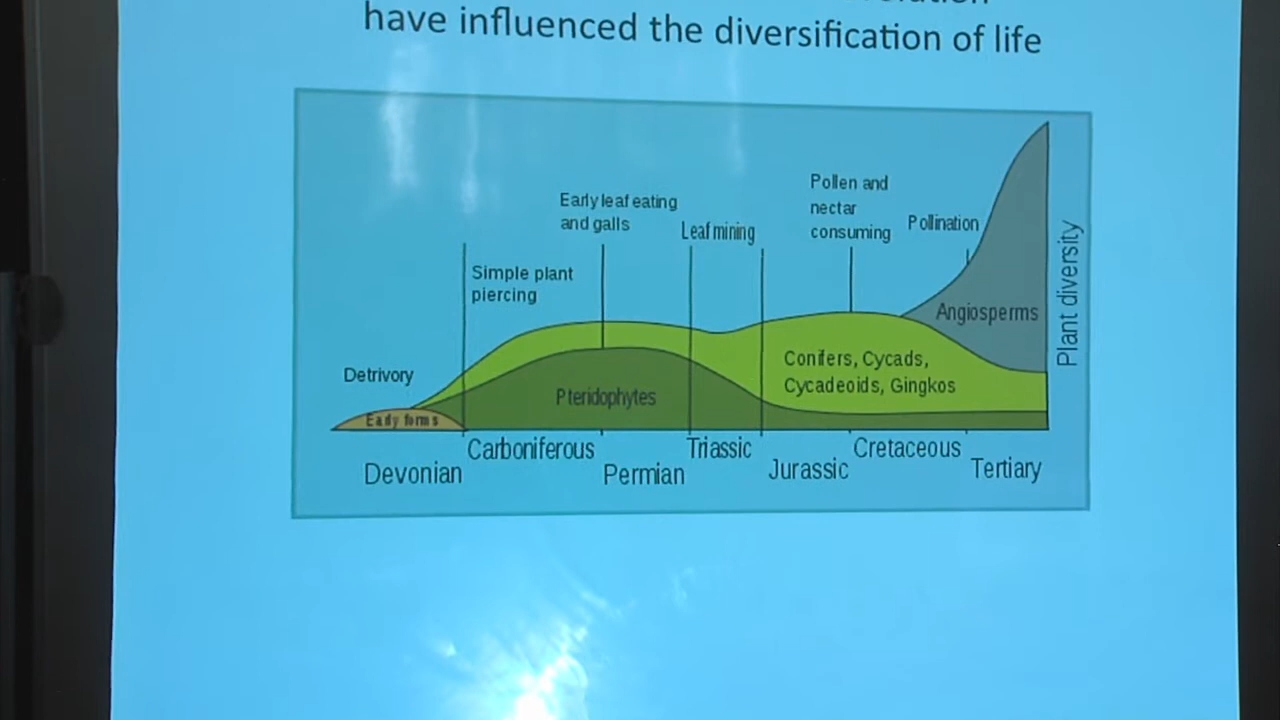 have influenced the diversification of life
Early leaf eating
and galls
Leaf mining
Pollen and
nectar
consuming
Pollination
Simple plant
piercing
Detrivory
Early forms
Pteridophytes
Conifers, Cycads,
Cycadeoids, Gingkos
Angiosperms
Plant diversity
Devonian
Carboniferous
Permian
Triassic
Jurassic
Cretaceous
Tertiary